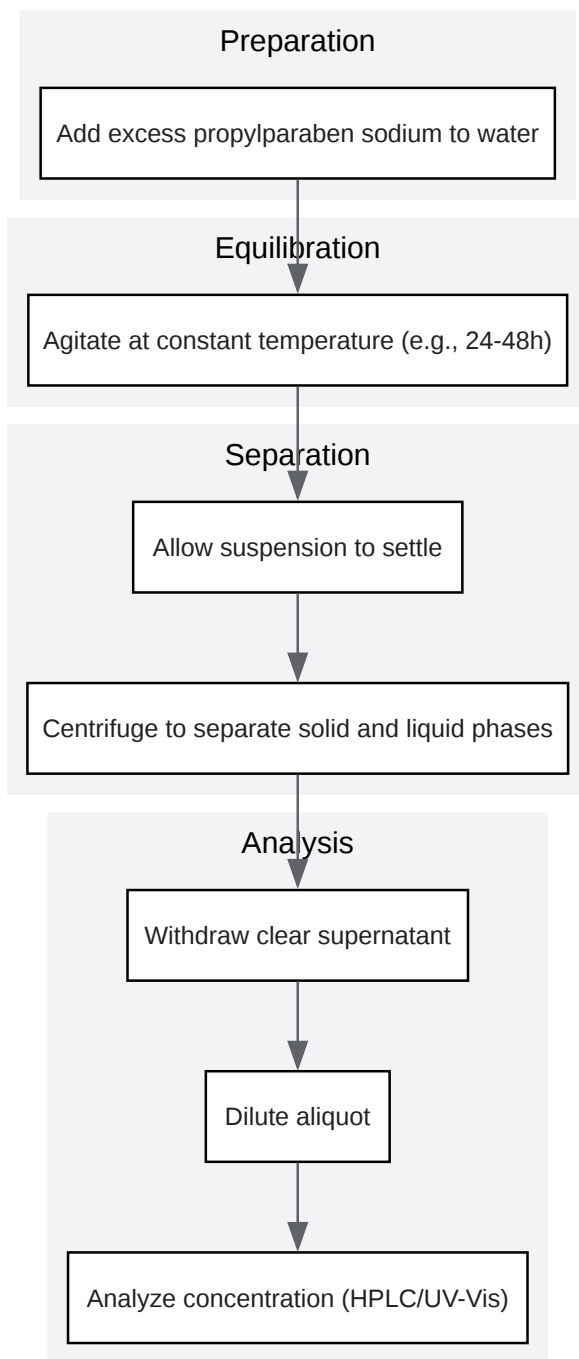 Preparation
Add excess propylparaben sodium to water
Equilibration
Agitate at constant temperature (e.g., 24-48h)
Separation
Allow suspension to settle
Centrifuge to separate solid and liquid phases
Analysis
Withdraw clear supernatant
Dilute aliquot
Analyze concentration (HPLC/UV-Vis)